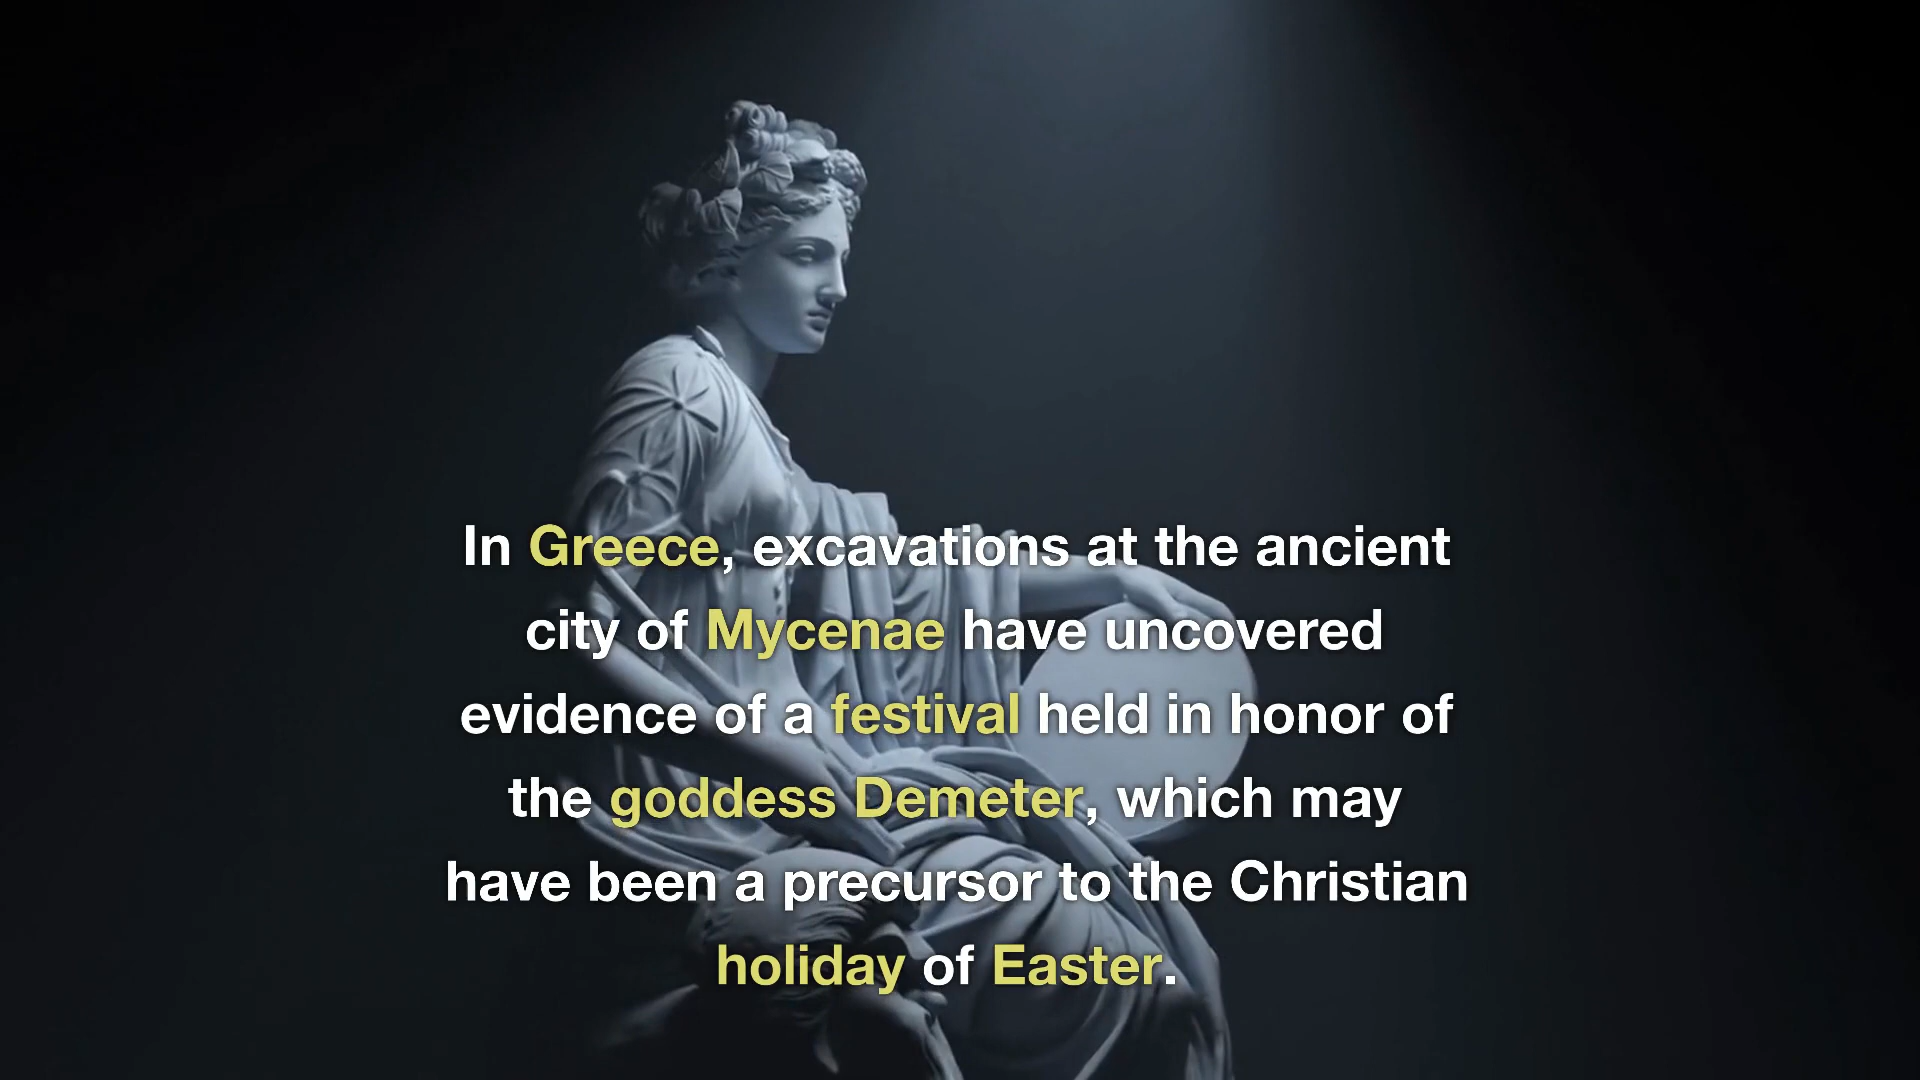 In Greece, excavations at the ancient
city of Mycenae have uncovered
evidence of a festival held in honor of
the goddess Demeter, which may
have been a precursor to the Christian
holiday of Easter.